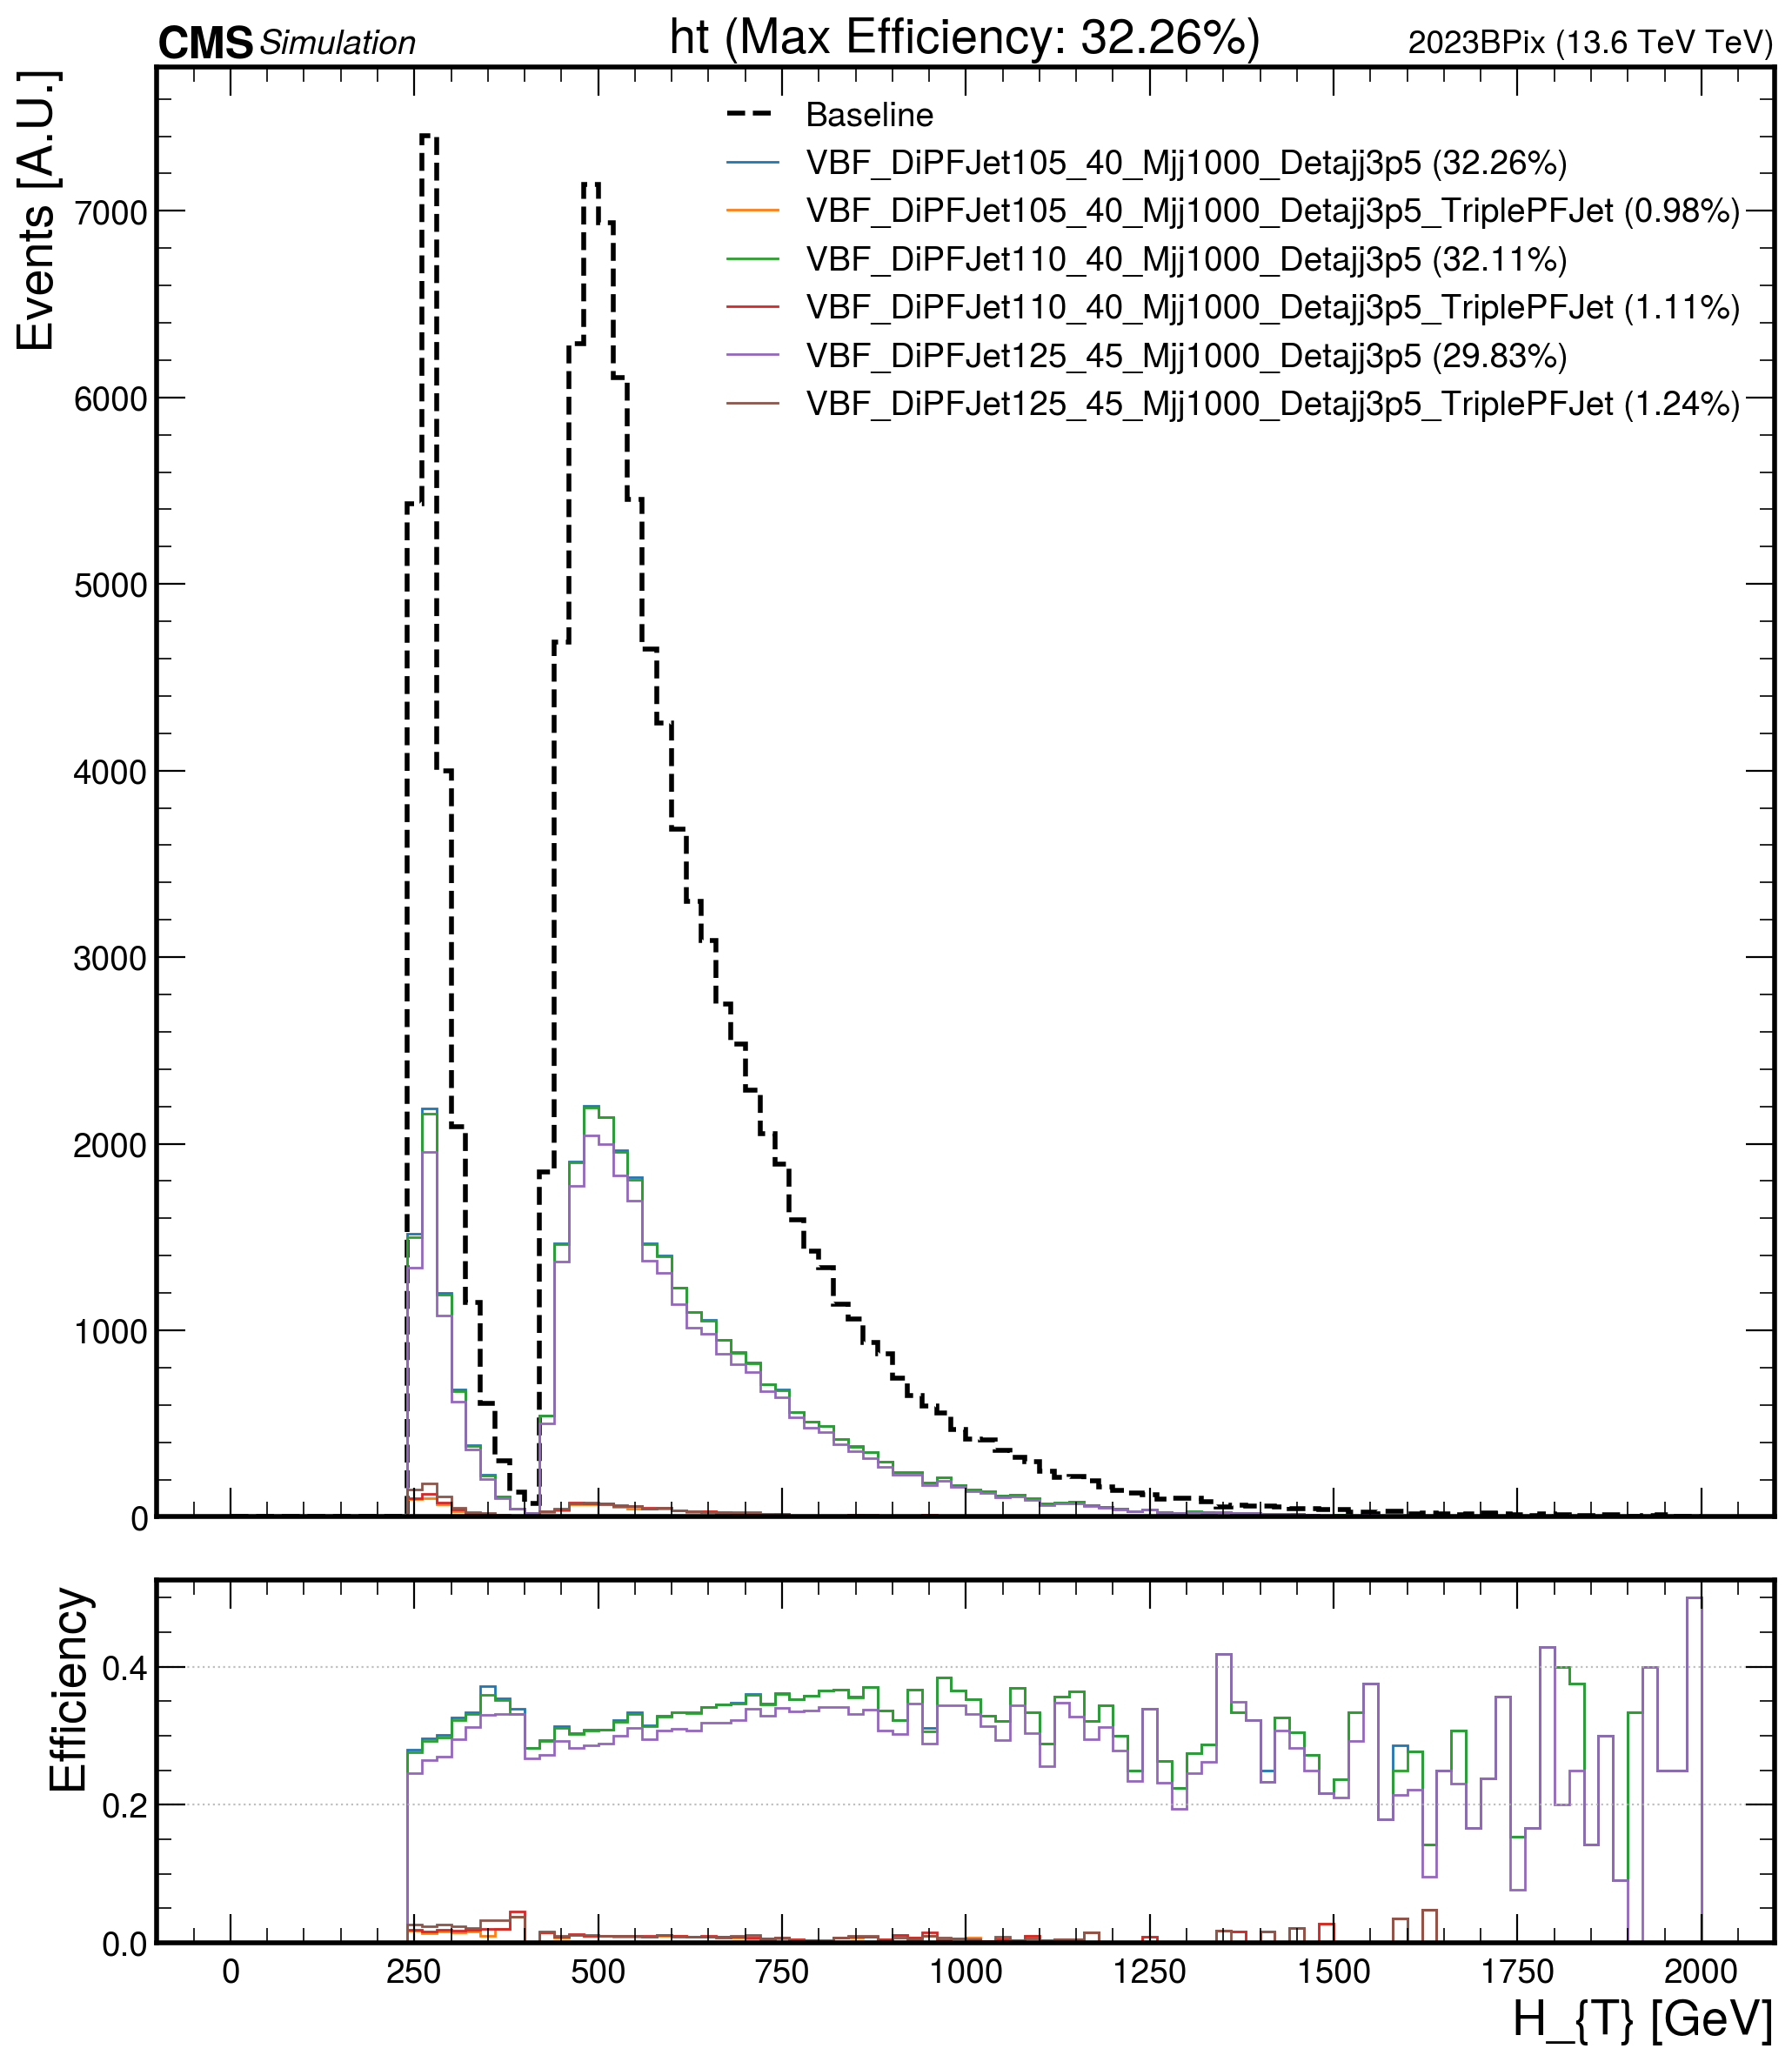 CMS Simulation
ht (Max Efficiency: 32.26%)
2023BPix (13.6 TeV TeV)
Events [A.U.]
Baseline
VBF_DiPFJet105_40_Mjj1000_Detajj3p5 (32.26%)
VBF_DiPFJet105_40_Mjj1000_Detajj3p5_TriplePFJet (0.98%)
VBF_DiPFJet110_40_Mjj1000_Detajj3p5 (32.11%)
VBF_DiPFJet110_40_Mjj1000_Detajj3p5_TriplePFJet (1.11%)
VBF_DiPFJet125_45_Mjj1000_Detajj3p5 (29.83%)
VBF_DiPFJet125_45_Mjj1000_Detajj3p5_TriplePFJet (1.24%)
7000
6000
5000
4000
3000
2000
1000
0
Efficiency
0.4
0.2
0.0
0 250 500 750 1000 1250 1500 1750 2000
H_{T} [GeV]